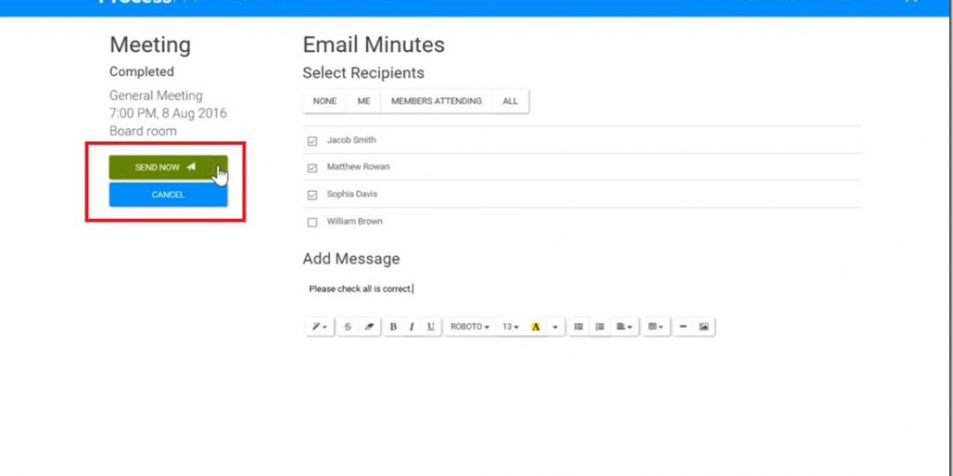 Process
Meeting
Completed
General Meeting
7:00 PM, 8 Aug 2016
Board room
SEND NOW
CANCEL
Email Minutes
Select Recipients
NONE ME MEMBERS ATTENDING ALL
Jacob Smith
Matthew Rowan
Sophia Davis
William Brown
Add Message
Please check all is correct.
B I U ROBOTO 13 A